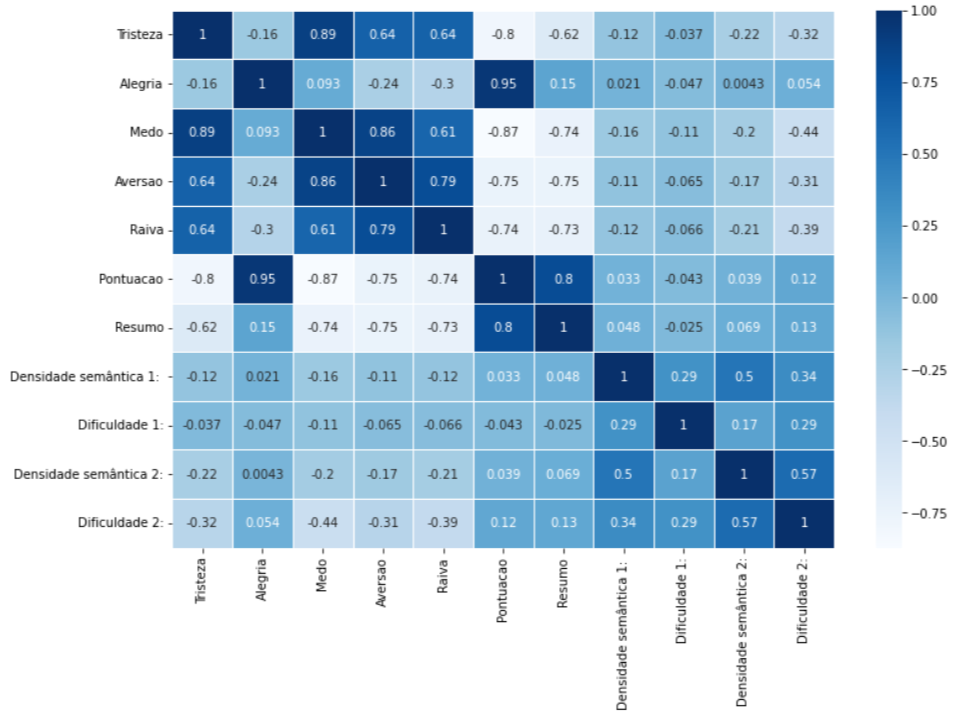 Tristeza 1 -0.16 0.89 0.64 0.64 -0.8 -0.62 -0.12 -0.037 -0.22 -0.32
Alegria -0.16 1 0.093 -0.24 -0.3 0.95 0.15 0.021 -0.047 0.0043 0.054
Medo 0.89 0.093 1 0.86 0.61 -0.87 -0.74 -0.16 -0.11 -0.2 -0.44
Aversao 0.64 -0.24 0.86 1 0.79 -0.75 -0.75 -0.11 -0.065 -0.17 -0.31
Raiva 0.64 -0.3 0.61 0.79 1 -0.74 -0.73 -0.12 -0.066 -0.21 -0.39
Pontuacao -0.8 0.95 -0.87 -0.75 -0.74 1 0.8 0.033 -0.043 0.039 0.12
Resumo -0.62 0.15 -0.74 -0.75 -0.73 0.8 1 0.048 -0.025 0.069 0.13
Densidade semântica 1: -0.12 0.021 -0.16 -0.11 -0.12 0.033 0.048 1 0.29 0.5 0.34
Dificuldade 1: -0.037 -0.047 -0.11 -0.065 -0.066 -0.043 -0.025 0.29 1 0.17 0.29
Densidade semântica 2: -0.22 0.0043 -0.2 -0.17 -0.21 0.039 0.069 0.5 0.17 1 0.57
Dificuldade 2: -0.32 0.054 -0.44 -0.31 -0.39 0.12 0.13 0.34 0.29 0.57 1
Tristeza
Alegria
Medo
Aversao
Raiva
Pontuacao
Resumo
Densidade semântica 1:
Dificuldade 1:
Densidade semântica 2:
Dificuldade 2:
1.00
0.75
0.50
0.25
0.00
−0.25
−0.50
−0.75